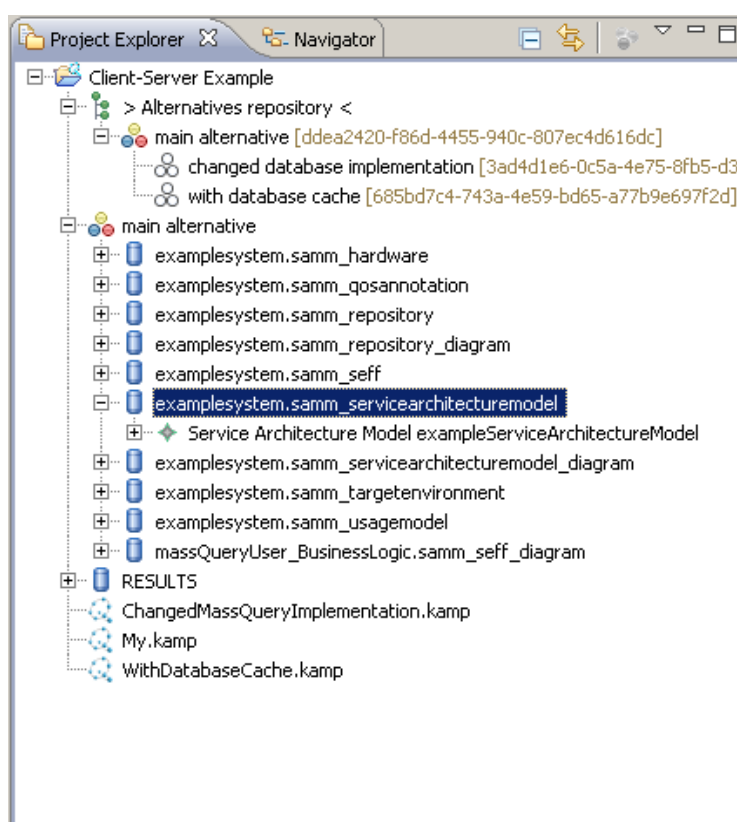 Project Explorer Navigator
Client-Server Example
> Alternatives repository <
main alternative [ddea2420-f86d-4455-940c-807ec4d616dc]
changed database implementation [3ad4d1e6-0c5a-4e75-8fb5-d3
with database cache [685bd7c4-743a-4e59-bd65-a77b9e697f2d]
main alternative
examplesystem.samm_hardware
examplesystem.samm_qosannotation
examplesystem.samm_repository
examplesystem.samm_repository_diagram
examplesystem.samm_seff
examplesystem.samm_servicearchitecturemodel
Service Architecture Model exampleServiceArchitectureModel
examplesystem.samm_servicearchitecturemodel_diagram
examplesystem.samm_targetenvironment
examplesystem.samm_usagemodel
massQueryUser_BusinessLogic.samm_seff_diagram
RESULTS
ChangedMassQueryImplementation.kamp
My.kamp
WithDatabaseCache.kamp